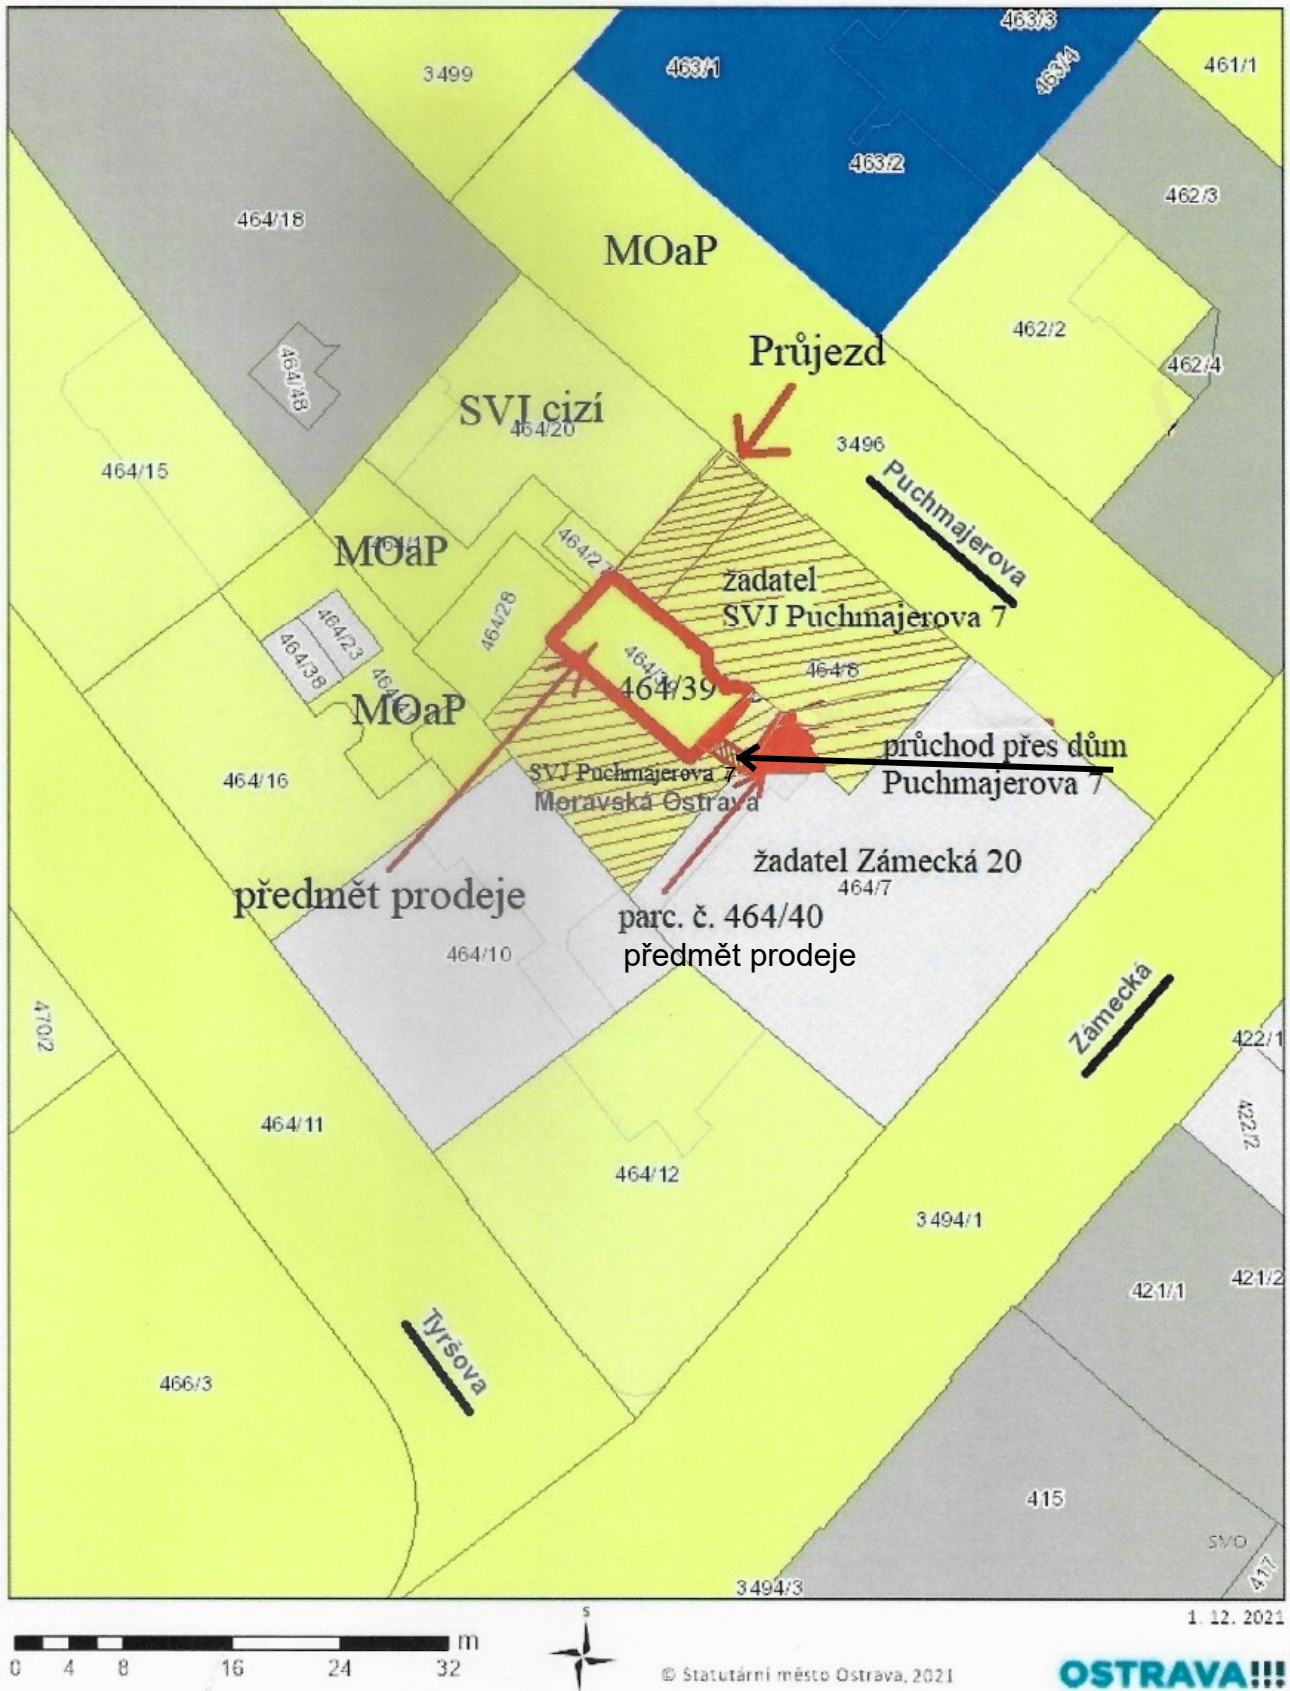 463/3
3499
463/1
463/4
461/1
463/2
462/3
464/18
MOaP
462/2
Průjezd
464/48
462/4
SVJ cizí
464/20
3496
464/15
Puchmajerova
MOaP
464/27
žadatel
SVJ Puchmajerova 7
464/28
464/23
464/38
464/8
464/39
MOaP
průchod přes dům
Puchmajerova 7
464/16
SVJ Puchmajerova 7
Moravská Ostrava
žadatel Zámecká 20
464/7
předmět prodeje
parc. č. 464/40
předmět prodeje
464/10
Zámecká
470/2
422/1
464/11
422/2
464/12
3494/1
421/1
421/2
Tyršova
466/3
415
SMO
417
3494/3
1. 12. 2021
s
m
0 4 8 16 24 32
© Statutární město Ostrava, 2021
OSTRAVA!!!